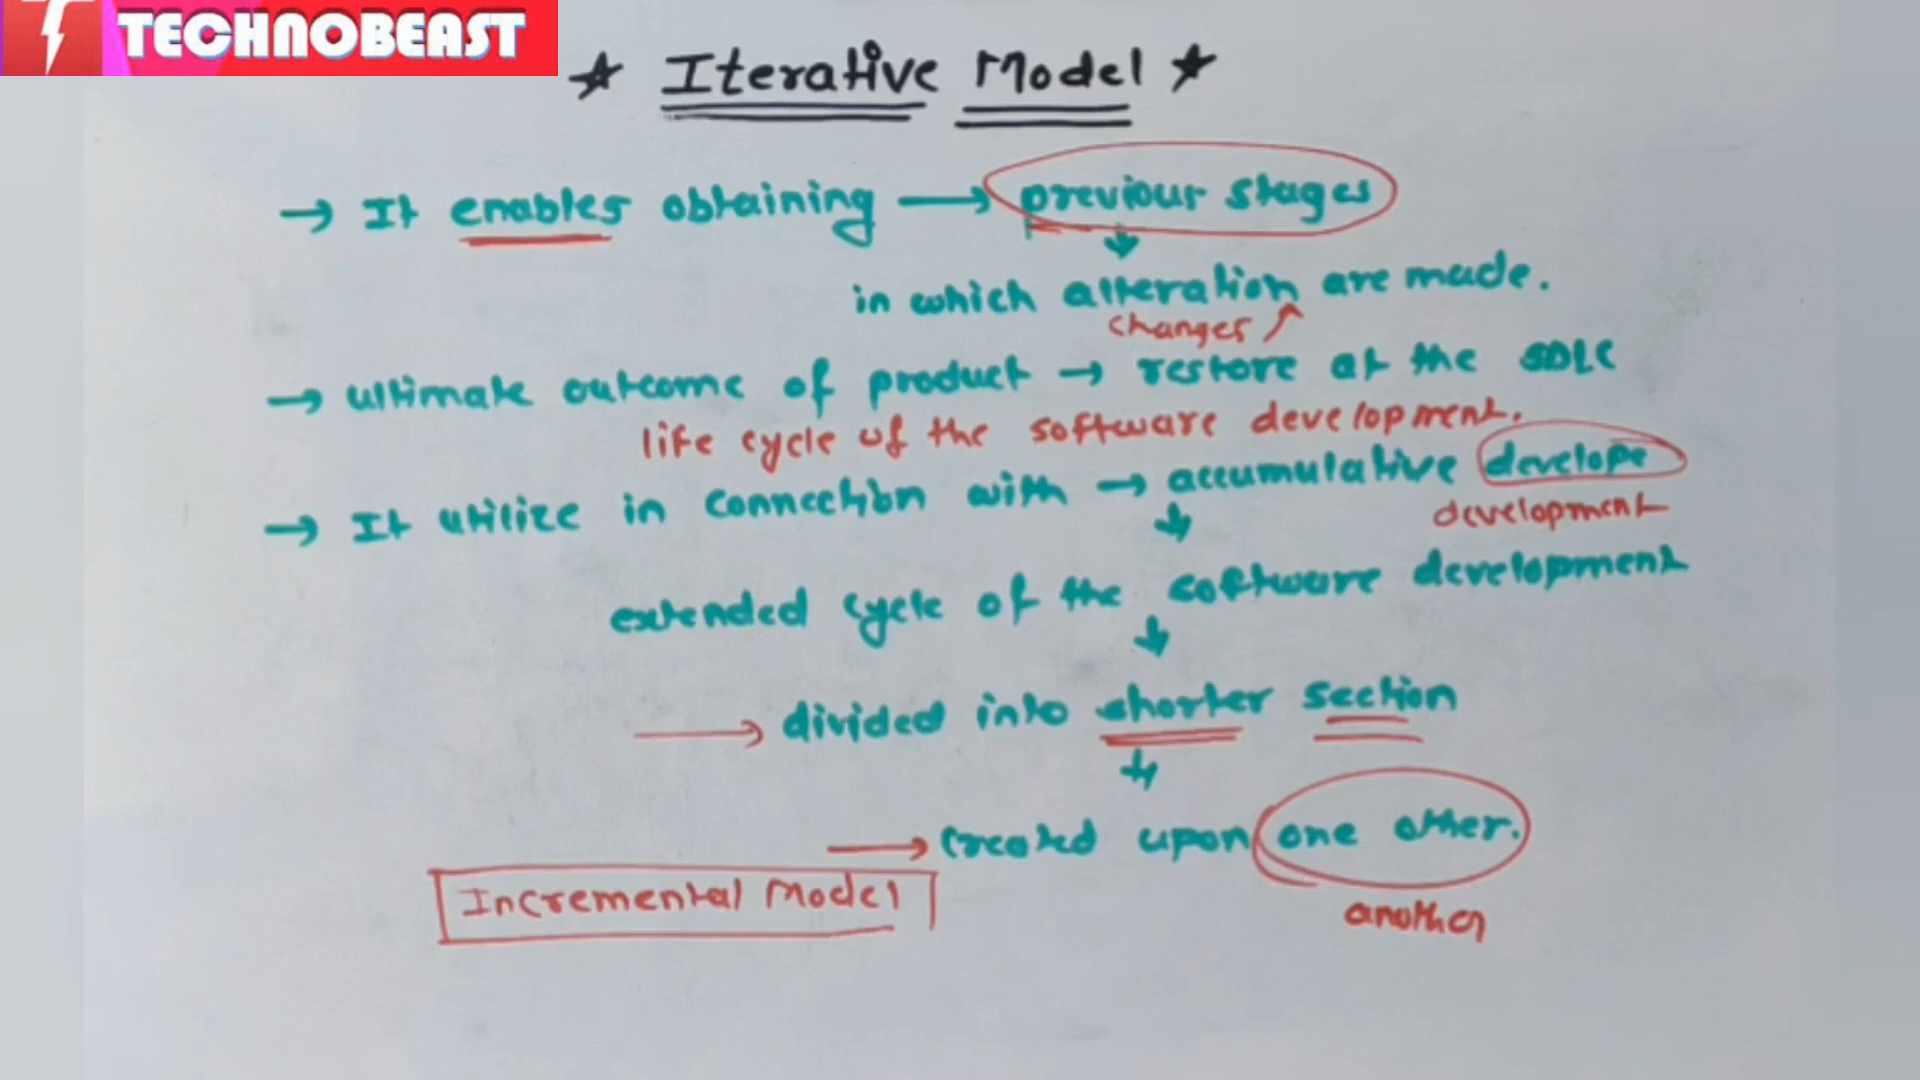 TECHNOBEAST
★ Iterative Model ★
→ It enables obtaining → previous stages
in which alteration are made.
changes
→ ultimate outcome of product → restore at the SDLC
life cycle of the software development.
→ It utilize in connection with → accumulative develope
development
extended cycle of the software development
→ divided into shorter section
→ Created upon one other.
Incremental Model
another